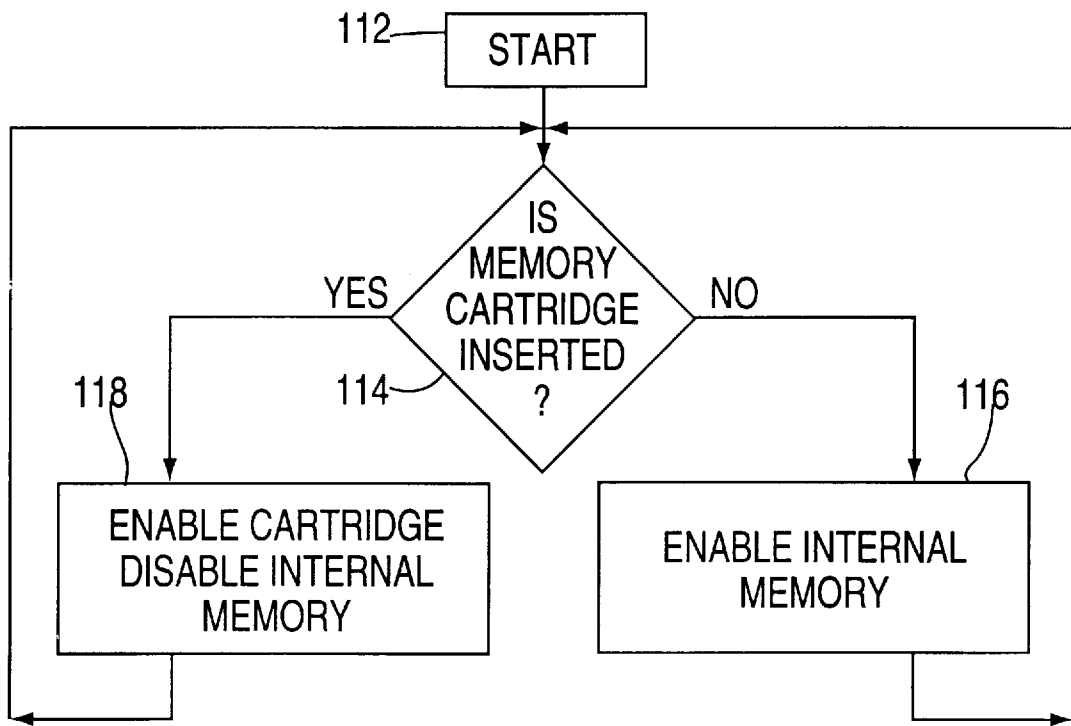 112
START
IS
MEMORY
CARTRIDGE
INSERTED
?
YES
NO
114
118
116
ENABLE CARTRIDGE
DISABLE INTERNAL
MEMORY
ENABLE INTERNAL
MEMORY